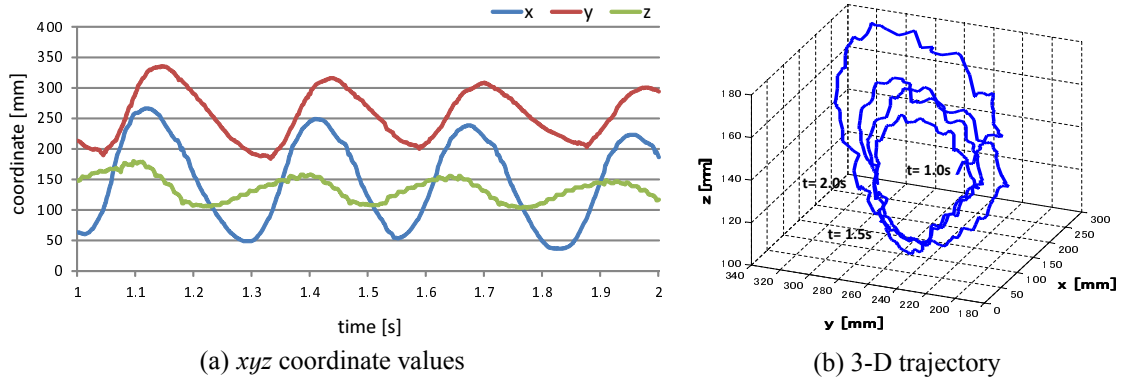 x y z
400
350
300
250
200
150
100
50
0
coordinate [mm]
1 1.1 1.2 1.3 1.4 1.5 1.6 1.7 1.8 1.9 2
time [s]
(a) xyz coordinate values
180
160
140
120
100
z [mm]
t= 1.0s
t= 2.0s
t= 1.5s
340 320 300 280 260 240 220 200 180
y [mm]
0 50 100 150 200 250 300
x [mm]
(b) 3-D trajectory